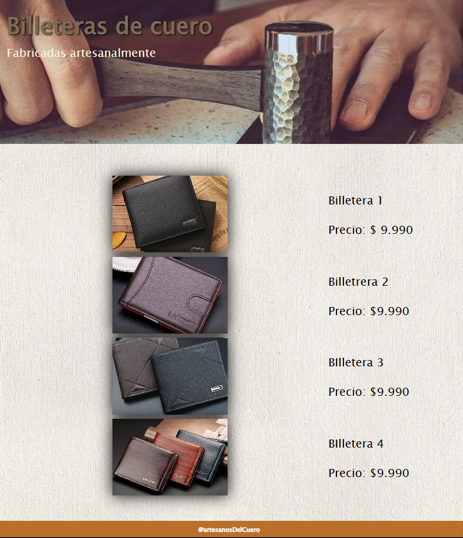 Billeteras de cuero
Fabricadas artesanalmente
Billetera 1
Precio: $ 9.990
Billetrera 2
Precio: $9.990
BIlletera 3
Precio: $9.990
BIlletera 4
Precio: $9.990
@artesanosDelCuero